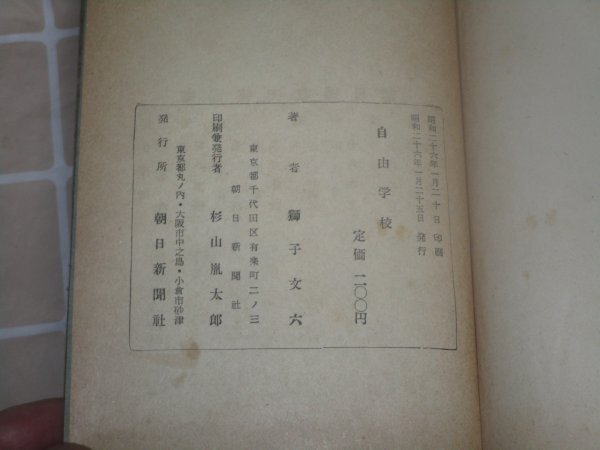 昭和二十六年一月二十日 印刷
昭和二十六年一月二十五日 発行
自由学校
定価 二〇〇円
著者 獅子文六
東京都千代田区有楽町二ノ三
朝日新聞社
印刷兼発行者 杉山胤太郎
東京都丸ノ内・大阪市中之島・小倉市砂津
発行所 朝日新聞社